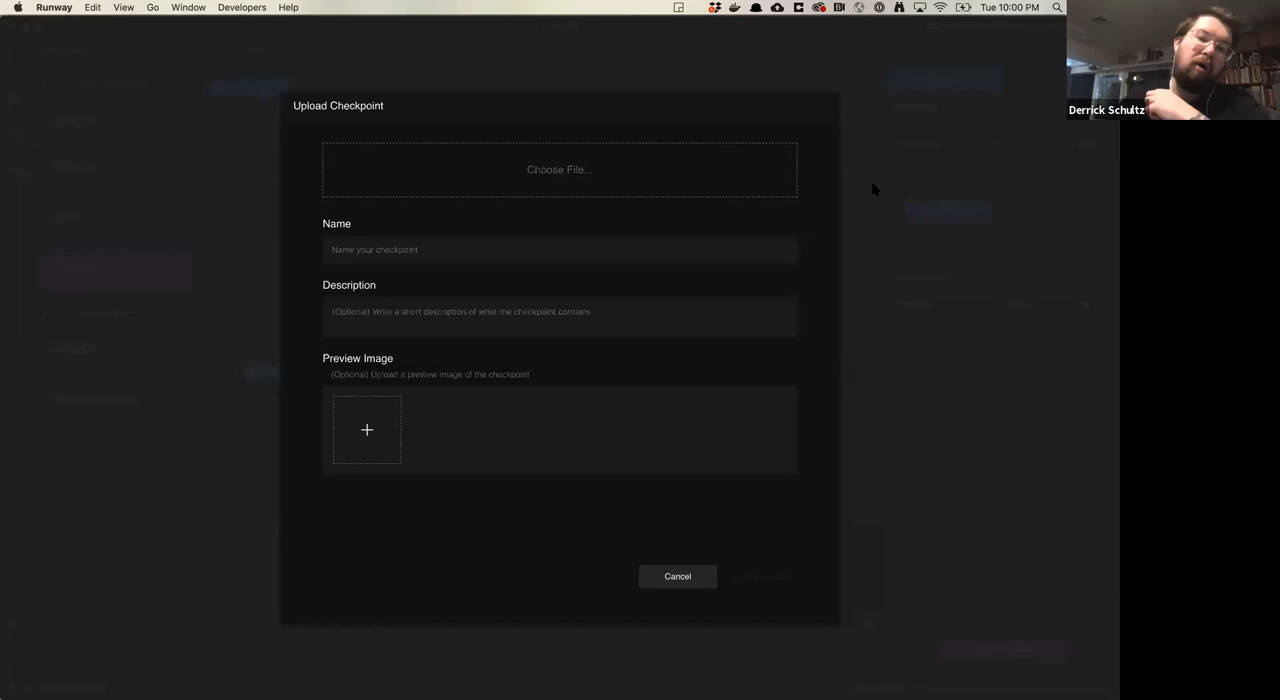 Runway Edit View Go Window Developers Help Tue 10:00 PM
Derrick Schultz
Upload Checkpoint
Choose File...
Name
Name your checkpoint
Description
(Optional) Write a short description of what the checkpoint contains
Preview Image
(Optional) Upload a preview image of the checkpoint
Cancel